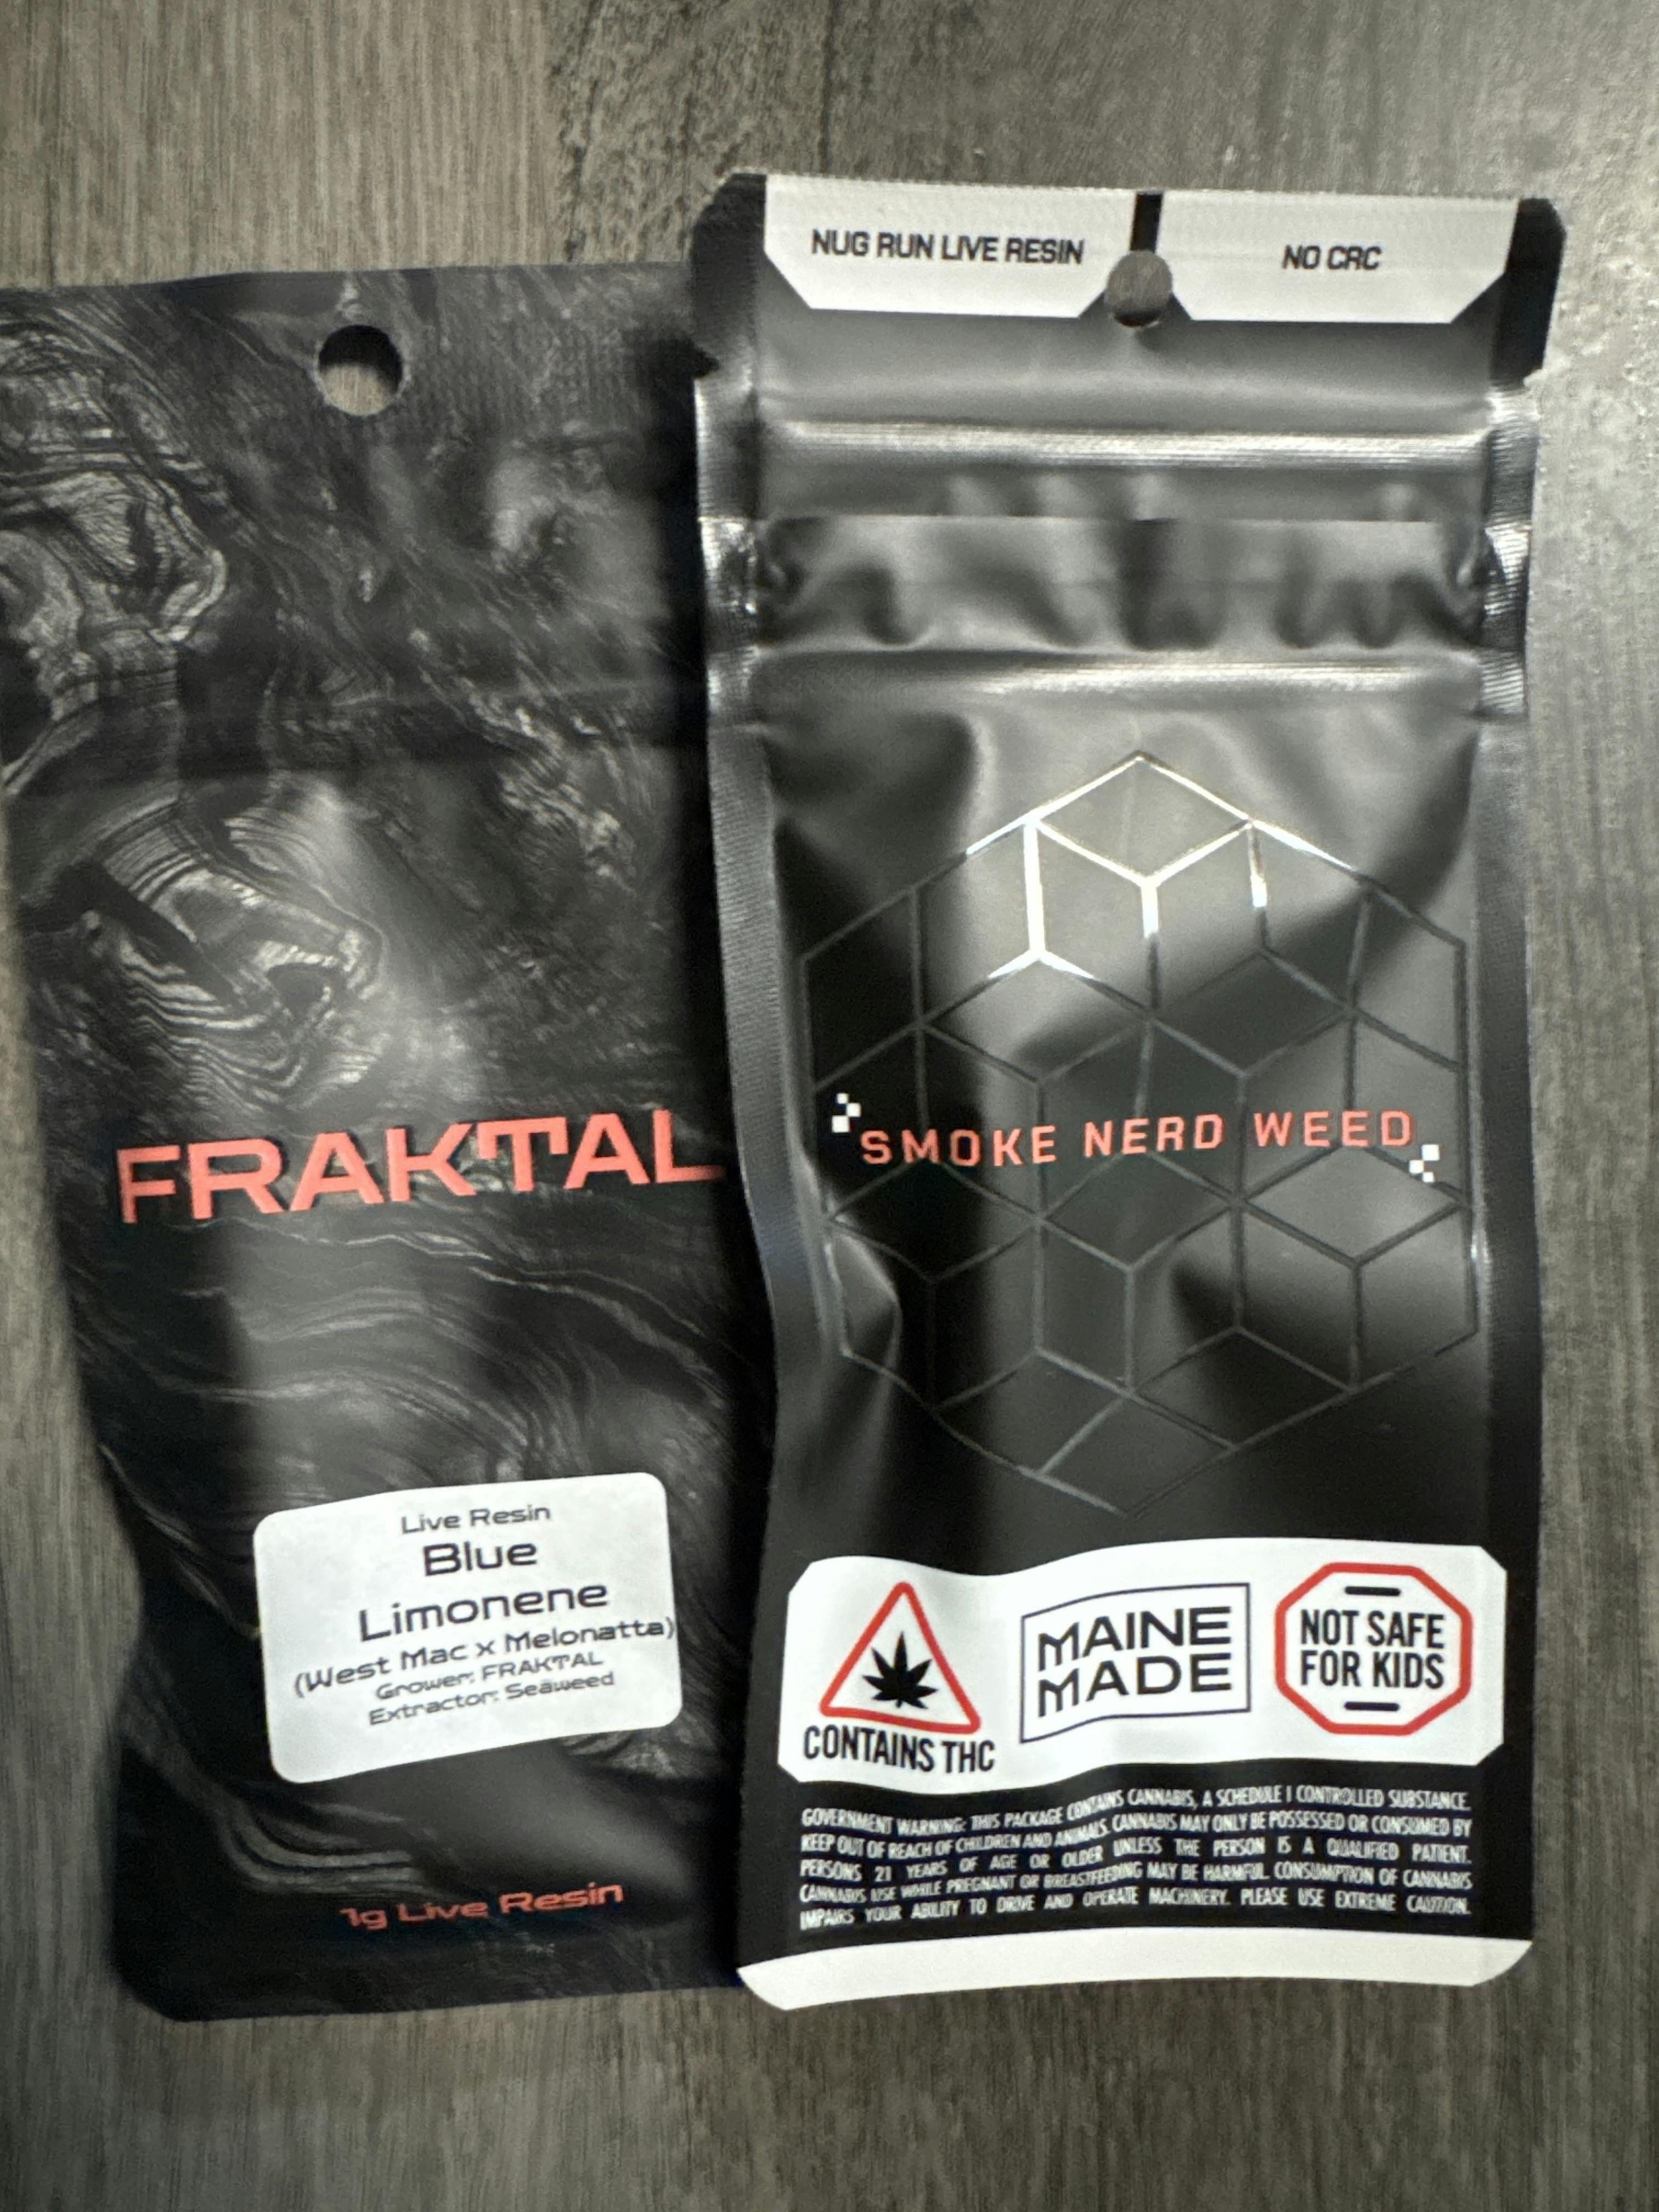 FRAKTAL
Live Resin
Blue
Limonene
(West Mac x Melonatta)
Grower: FRAKTAL
Extractor: Seaweed
1g Live Resin
NUG RUN LIVE RESIN
NO CRC
SMOKE NERD WEED
CONTAINS THC
MAINE
MADE
NOT SAFE
FOR KIDS
GOVERNMENT WARNING: THIS PACKAGE CONTAINS CANNABIS, A SCHEDULE I CONTROLLED SUBSTANCE.
KEEP OUT OF REACH OF CHILDREN AND ANIMALS. CANNABIS MAY ONLY BE POSSESSED OR CONSUMED BY
PERSONS 21 YEARS OF AGE OR OLDER UNLESS THE PERSON IS A QUALIFIED PATIENT.
CANNABIS USE WHILE PREGNANT OR BREASTFEEDING MAY BE HARMFUL. CONSUMPTION OF CANNABIS
IMPAIRS YOUR ABILITY TO DRIVE AND OPERATE MACHINERY. PLEASE USE EXTREME CAUTION.